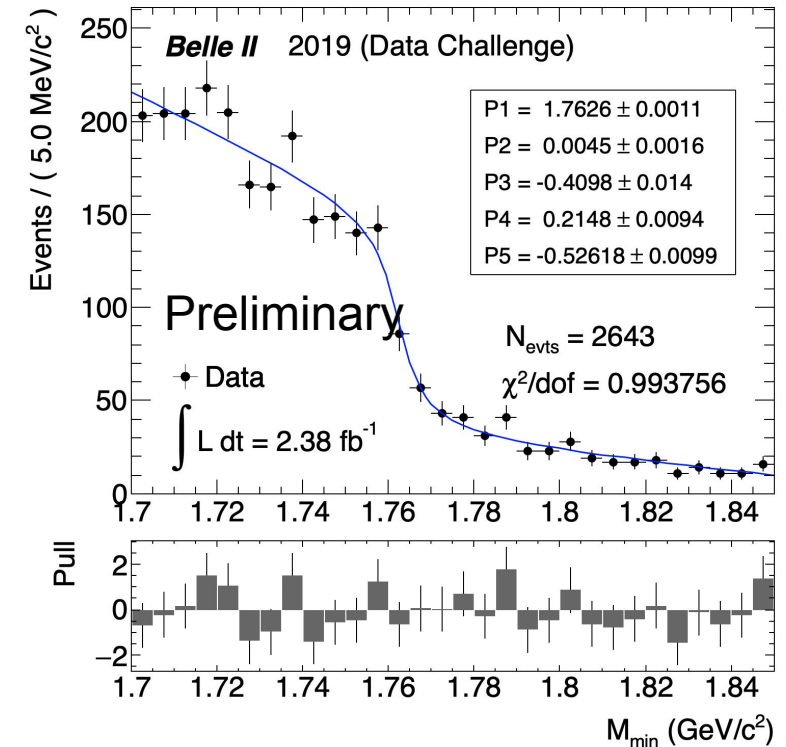 Belle II 2019 (Data Challenge)
P1 = 1.7626 ± 0.0011
P2 = 0.0045 ± 0.0016
P3 = -0.4098 ± 0.014
P4 = 0.2148 ± 0.0094
P5 = -0.52618 ± 0.0099
Preliminary
N_evts = 2643
χ²/dof = 0.993756
Data
∫ L dt = 2.38 fb⁻¹
Events / ( 5.0 MeV/c² )
250
200
150
100
50
0
1.7 1.72 1.74 1.76 1.78 1.8 1.82 1.84
Pull
2
0
−2
1.7 1.72 1.74 1.76 1.78 1.8 1.82 1.84
M_min (GeV/c²)